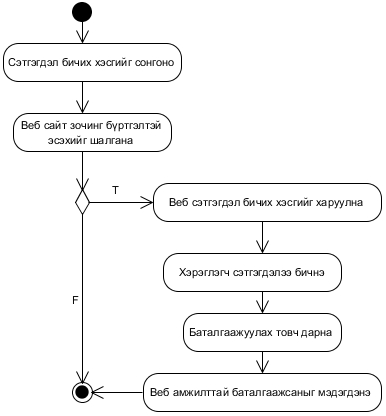 Сэтгэгдэл бичих хэсгийг сонгоно
Веб сайт зочинг бүртгэлтэй
эсэхийг шалгана
T
Веб сэтгэгдэл бичих хэсгийг харуулна
Хэрэглэгч сэтгэгдэлээ бичнэ
F
Баталгаажуулах товч дарна
Веб амжилттай баталгаажсаныг мэдэгдэнэ